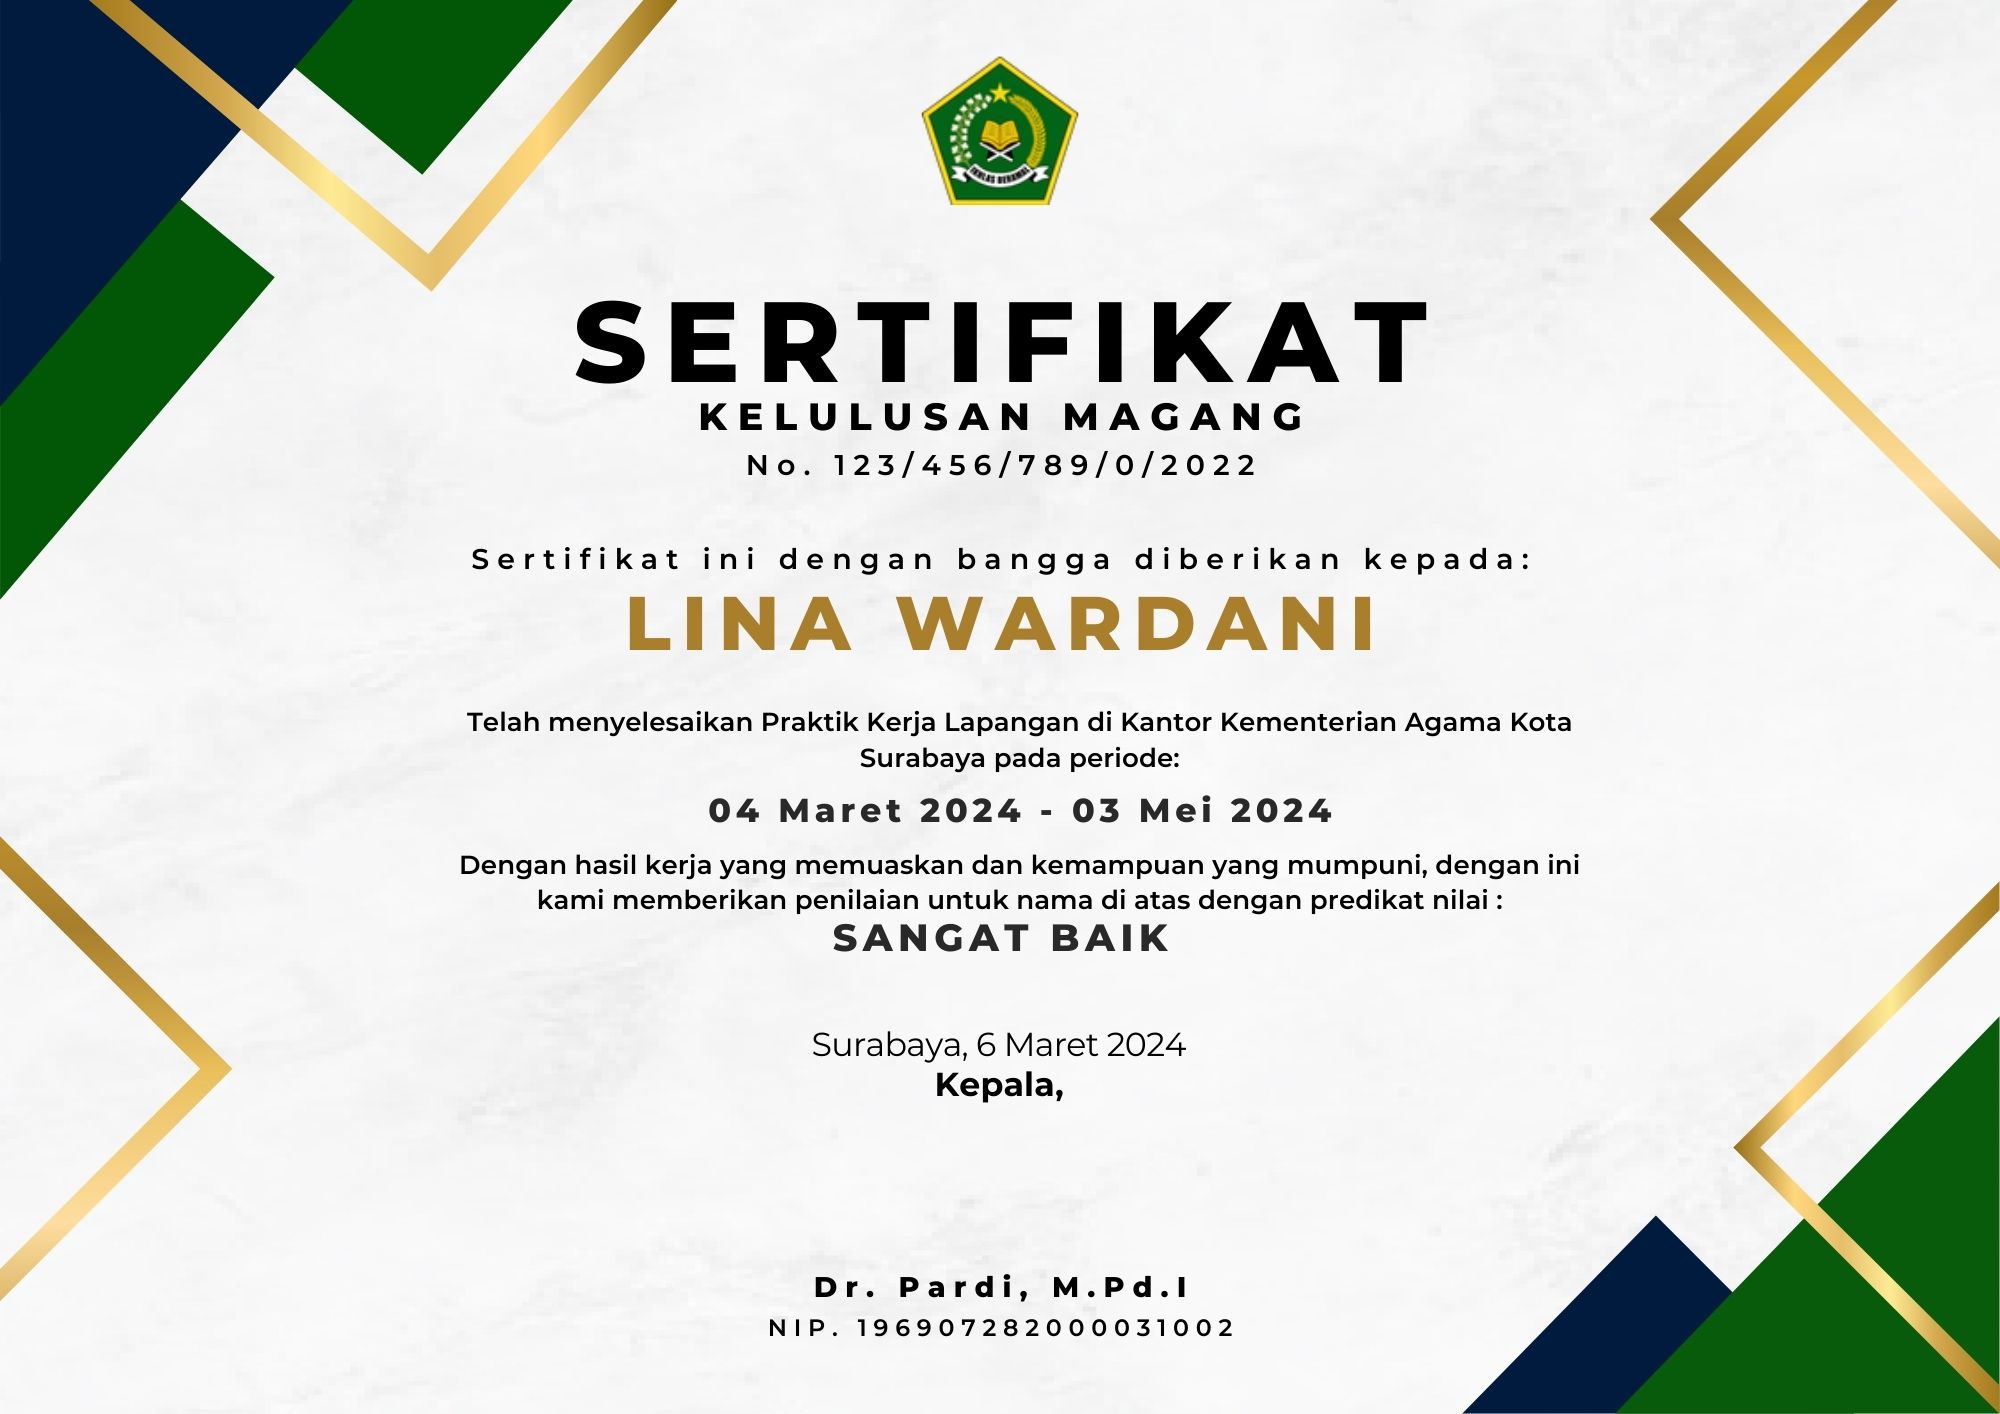 IKHLAS BERAMAL
SERTIFIKAT
KELULUSAN MAGANG
No. 123/456/789/0/2022
Sertifikat ini dengan bangga diberikan kepada:
LINA WARDANI
Telah menyelesaikan Praktik Kerja Lapangan di Kantor Kementerian Agama Kota
Surabaya pada periode:
04 Maret 2024 - 03 Mei 2024
Dengan hasil kerja yang memuaskan dan kemampuan yang mumpuni, dengan ini
kami memberikan penilaian untuk nama di atas dengan predikat nilai :
SANGAT BAIK
Surabaya, 6 Maret 2024
Kepala,
Dr. Pardi, M.Pd.I
NIP. 196907282000031002